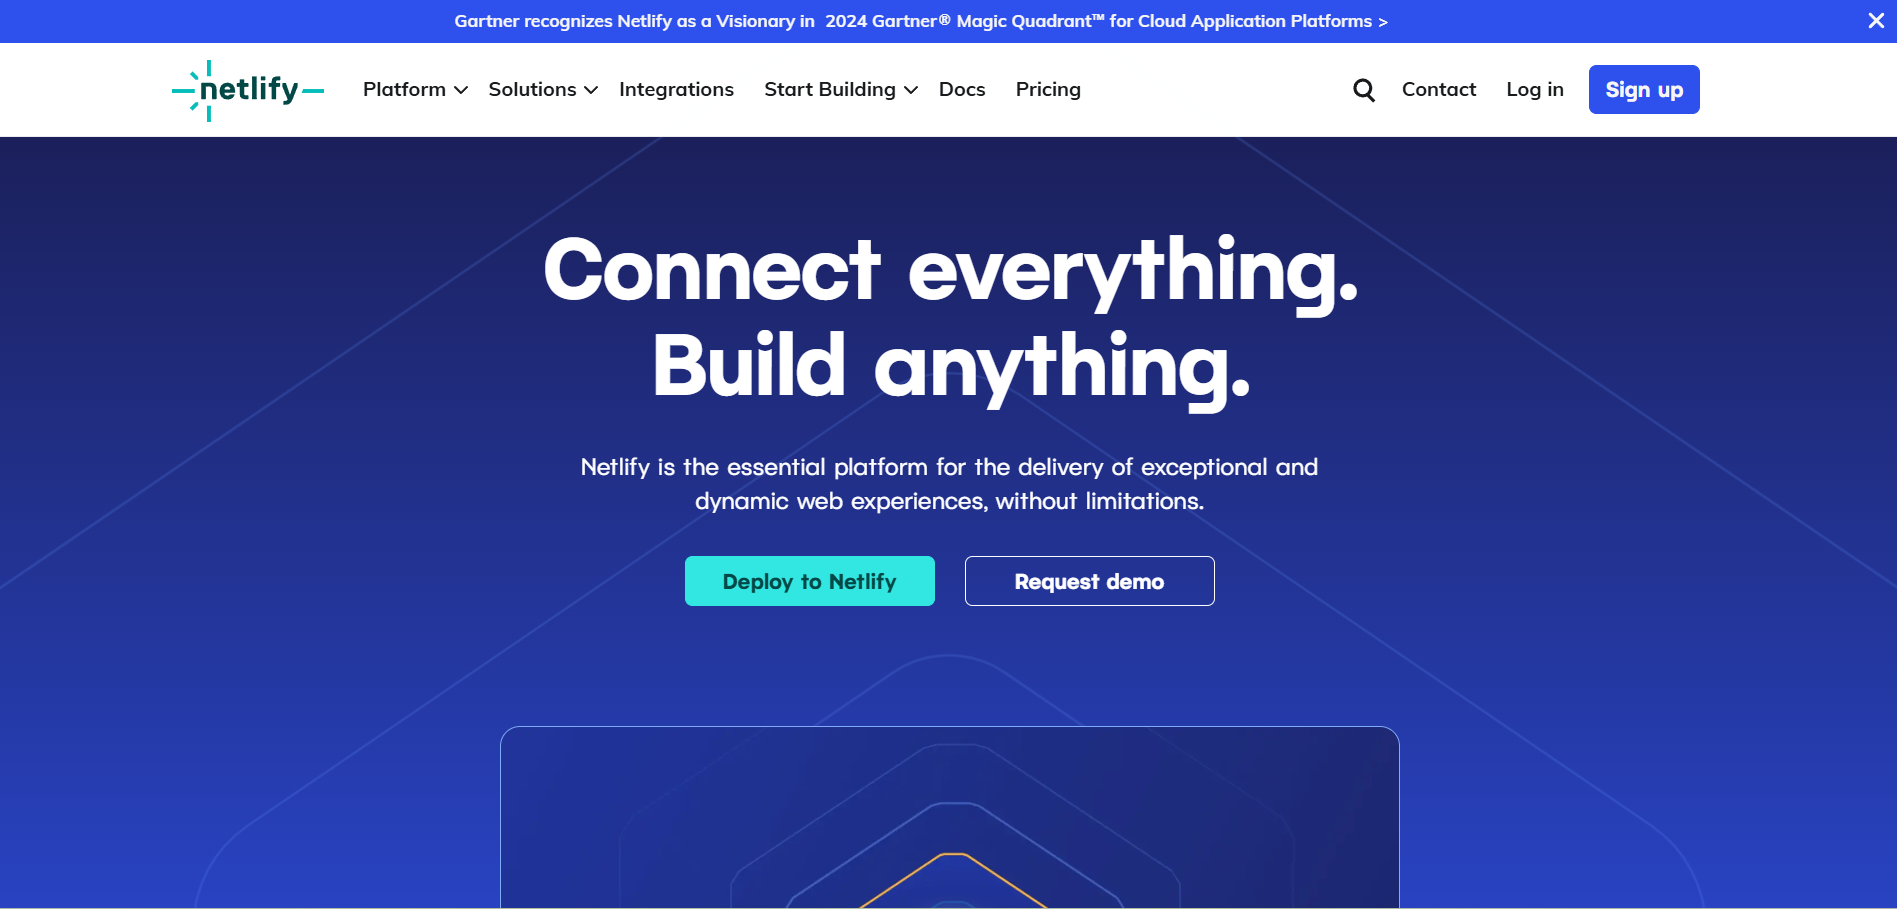 Gartner recognizes Netlify as a Visionary in 2024 Gartner® Magic Quadrant™ for Cloud Application Platforms >
netlify Platform Solutions Integrations Start Building Docs Pricing Contact Log in Sign up
Connect everything.
Build anything.
Netlify is the essential platform for the delivery of exceptional and
dynamic web experiences, without limitations.
Deploy to Netlify Request demo